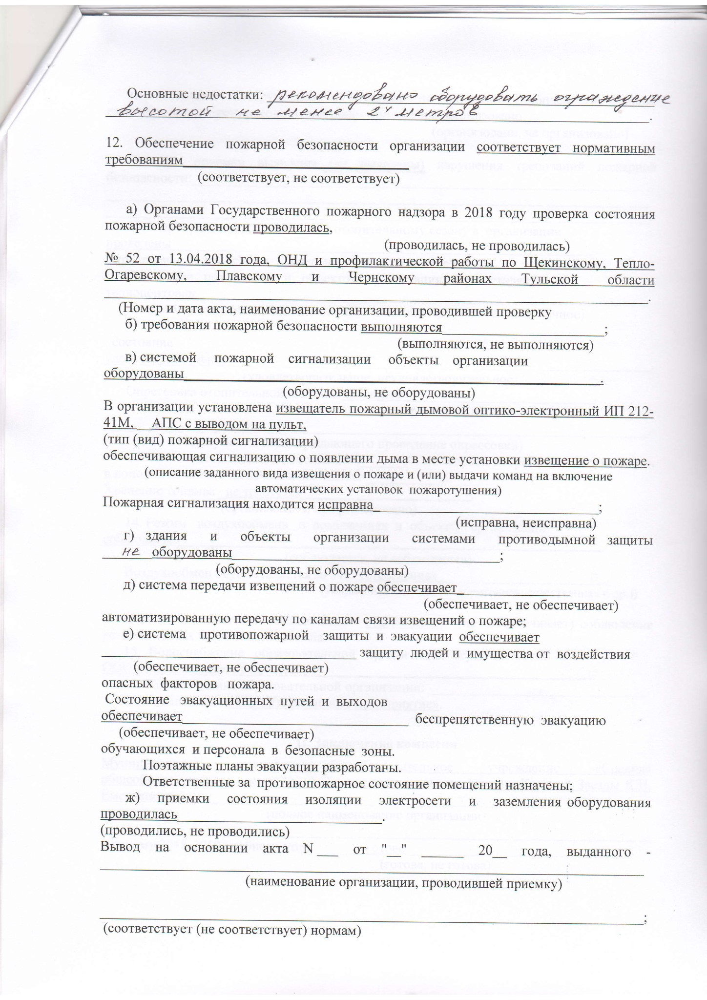 Основные недостатки: рекомендовано оборудовать ограждение
высотой не менее 2х метров.
12. Обеспечение пожарной безопасности организации соответствует нормативным
требованиям
(соответствует, не соответствует)
а) Органами Государственного пожарного надзора в 2018 году проверка состояния
пожарной безопасности проводилась,
(проводилась, не проводилась)
№ 52 от 13.04.2018 года, ОНД и профилактической работы по Щекинскому, Тепло-
Огаревскому, Плавскому и Чернскому районах Тульской области
.
(Номер и дата акта, наименование организации, проводившей проверку
б) требования пожарной безопасности выполняются;
(выполняются, не выполняются)
в) системой пожарной сигнализации объекты организации
оборудованы.
(оборудованы, не оборудованы)
В организации установлена извещатель пожарный дымовой оптико-электронный ИП 212-
41М, АПС с выводом на пульт,
(тип (вид) пожарной сигнализации)
обеспечивающая сигнализацию о появлении дыма в месте установки извещение о пожаре.
(описание заданного вида извещения о пожаре и (или) выдачи команд на включение
автоматических установок пожаротушения)
Пожарная сигнализация находится исправна_;
(исправна, неисправна)
г) здания и объекты организации системами противодымной защиты
не оборудованы;
(оборудованы, не оборудованы)
д) система передачи извещений о пожаре обеспечивает_
(обеспечивает, не обеспечивает)
автоматизированную передачу по каналам связи извещений о пожаре;
е) система противопожарной защиты и эвакуации обеспечивает
защиту людей и имущества от воздействия
(обеспечивает, не обеспечивает)
опасных факторов пожара.
Состояние эвакуационных путей и выходов
обеспечивает беспрепятственную эвакуацию
(обеспечивает, не обеспечивает)
обучающихся и персонала в безопасные зоны.
Поэтажные планы эвакуации разработаны.
Ответственные за противопожарное состояние помещений назначены;
ж) приемки состояния изоляции электросети и заземления оборудования
проводилась.
(проводились, не проводились)
Вывод на основании акта N ___ от "__" ______ 20__ года, выданного -
(наименование организации, проводившей приемку)
;
(соответствует (не соответствует) нормам)